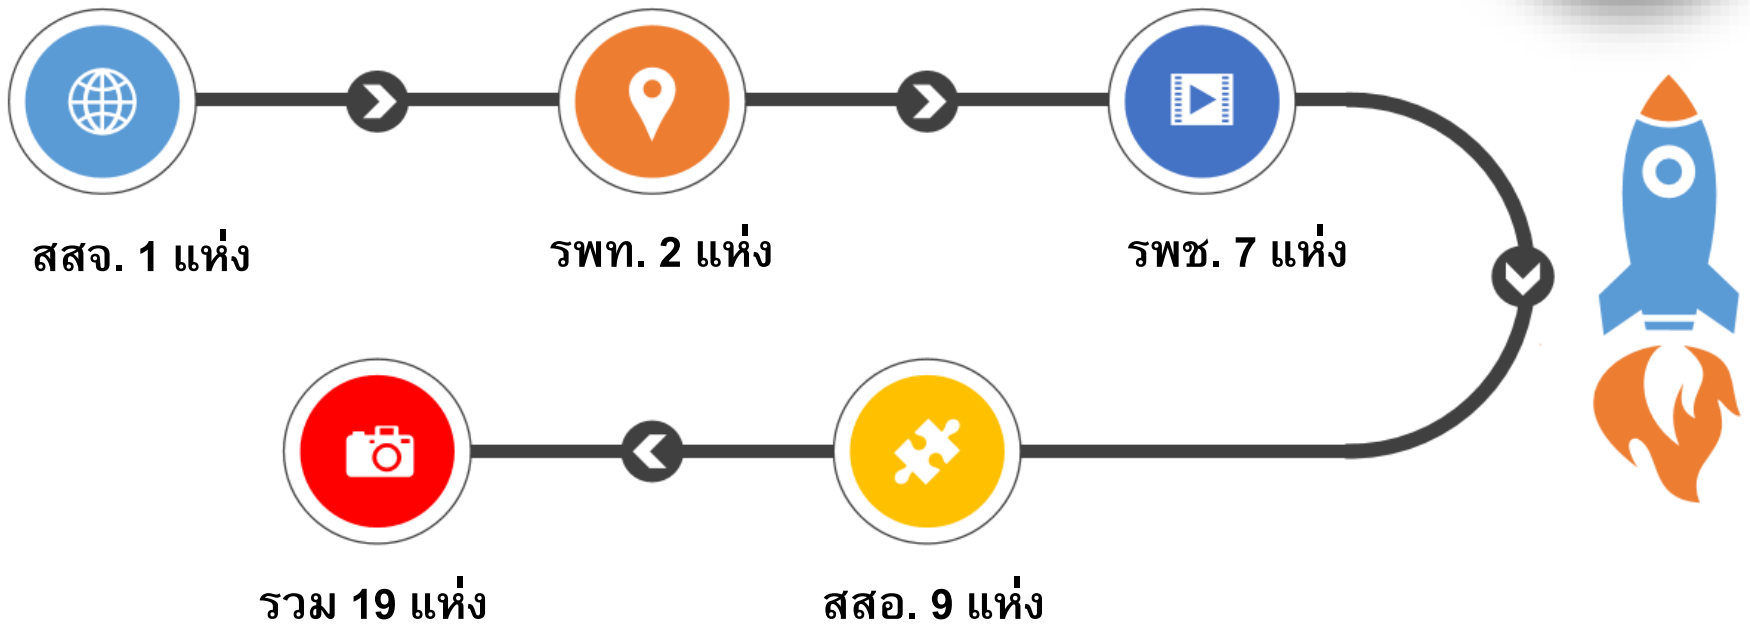 สสจ. 1 แห่ง
รพท. 2 แห่ง
รพช. 7 แห่ง
สสอ. 9 แห่ง
รวม 19 แห่ง